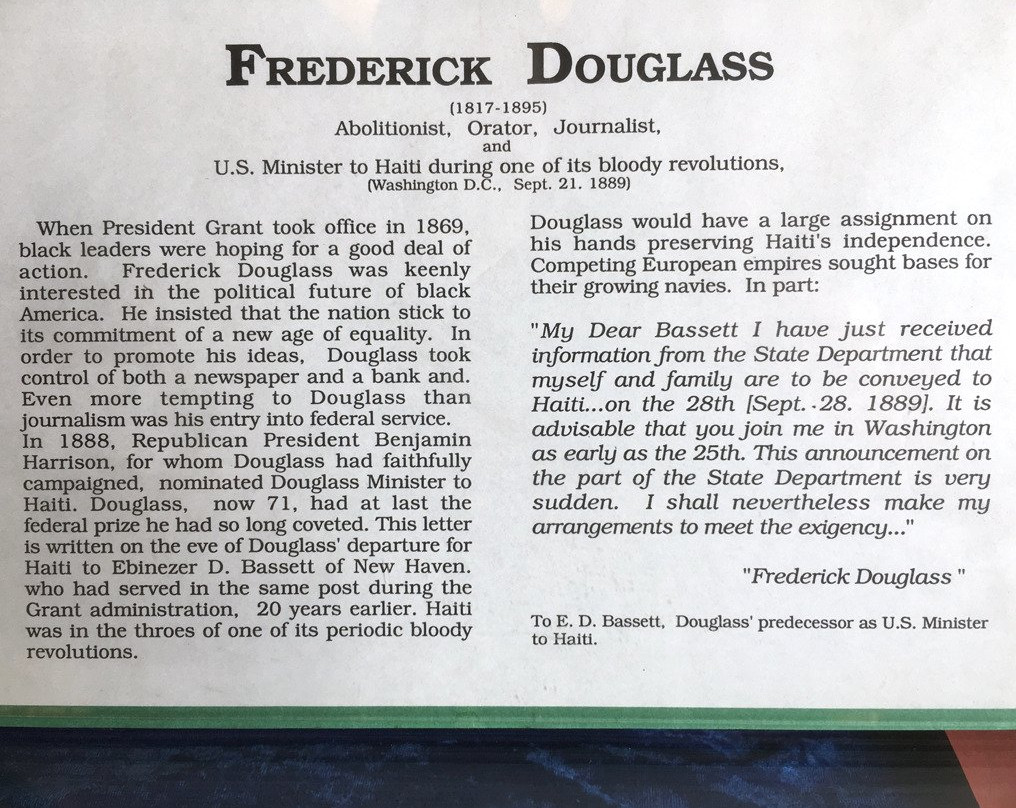 FREDERICK DOUGLASS
(1817-1895)
Abolitionist, Orator, Journalist,
and
U.S. Minister to Haiti during one of its bloody revolutions,
(Washington D.C., Sept. 21. 1889)
When President Grant took office in 1869,
black leaders were hoping for a good deal of
action. Frederick Douglass was keenly
interested in the political future of black
America. He insisted that the nation stick to
its commitment of a new age of equality. In
order to promote his ideas, Douglass took
control of both a newspaper and a bank and.
Even more tempting to Douglass than
journalism was his entry into federal service.
In 1888, Republican President Benjamin
Harrison, for whom Douglass had faithfully
campaigned, nominated Douglass Minister to
Haiti. Douglass, now 71, had at last the
federal prize he had so long coveted. This letter
is written on the eve of Douglass' departure for
Haiti to Ebinezer D. Bassett of New Haven.
who had served in the same post during the
Grant administration, 20 years earlier. Haiti
was in the throes of one of its periodic bloody
revolutions.
Douglass would have a large assignment on
his hands preserving Haiti's independence.
Competing European empires sought bases for
their growing navies. In part:
"My Dear Bassett I have just received
information from the State Department that
myself and family are to be conveyed to
Haiti...on the 28th [Sept. -28. 1889]. It is
advisable that you join me in Washington
as early as the 25th. This announcement on
the part of the State Department is very
sudden. I shall nevertheless make my
arrangements to meet the exigency..."
"Frederick Douglass "
To E. D. Bassett, Douglass' predecessor as U.S. Minister
to Haiti.